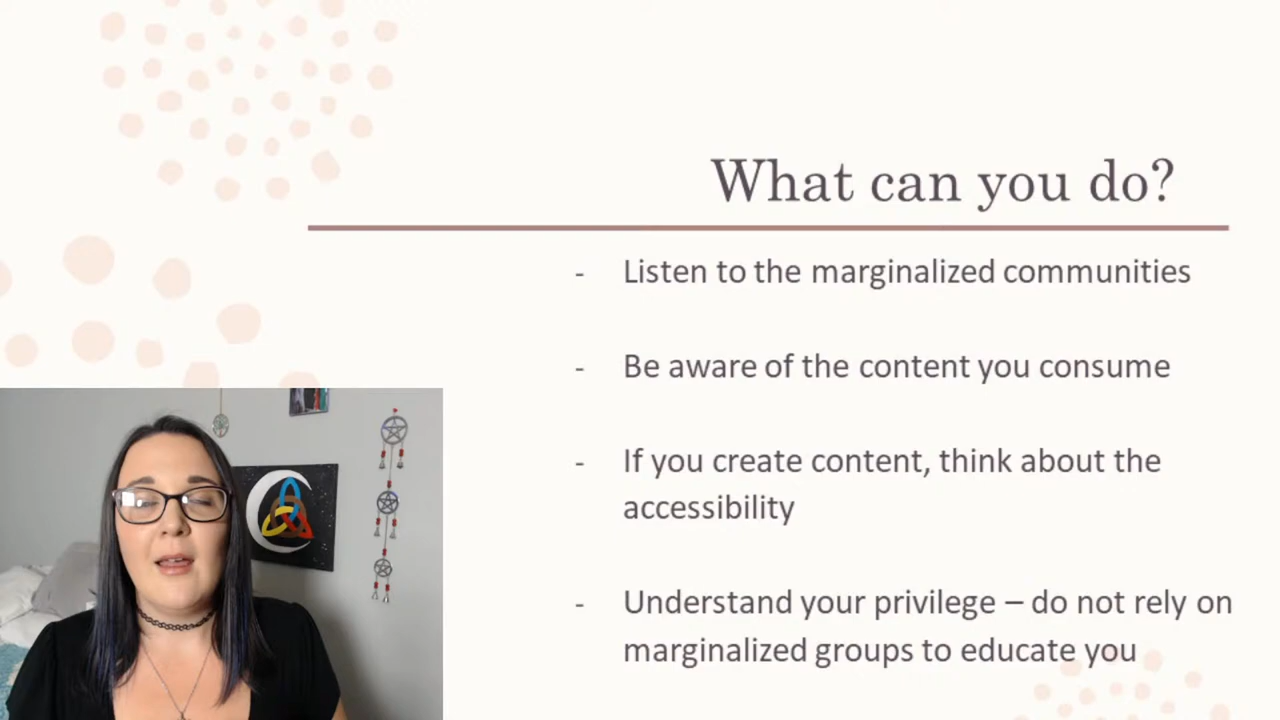 What can you do?
- Listen to the marginalized communities
- Be aware of the content you consume
- If you create content, think about the
accessibility
- Understand your privilege – do not rely on
marginalized groups to educate you